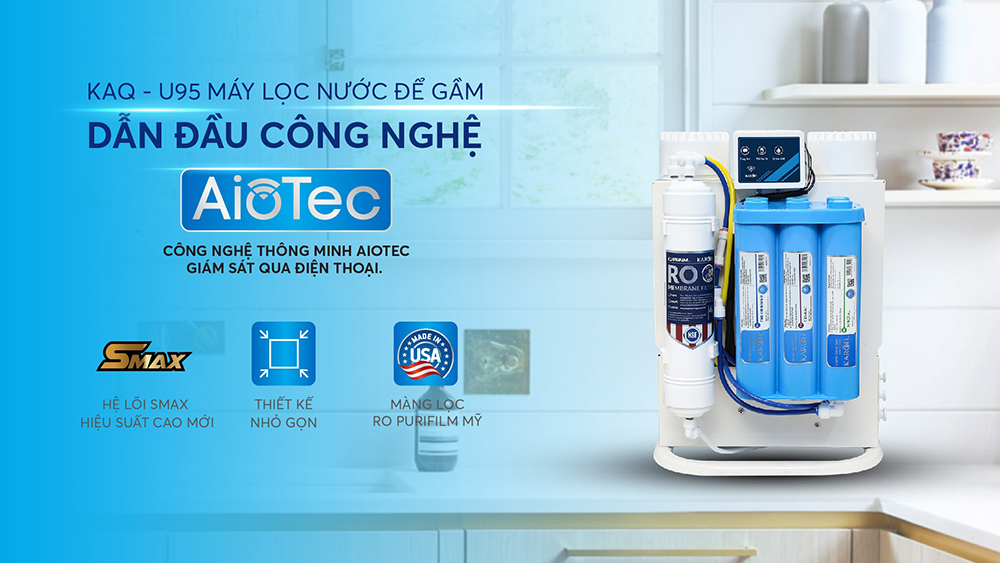 KAQ - U95 MÁY LỌC NƯỚC ĐỂ GẦM
DẪN ĐẦU CÔNG NGHỆ
AioTec
CÔNG NGHỆ THÔNG MINH AIOTEC
GIÁM SÁT QUA ĐIỆN THOẠI.
SMAX
HỆ LÕI SMAX
HIỆU SUẤT CAO MỚI
THIẾT KẾ
NHỎ GỌN
MADE IN
USA
MÀNG LỌC
RO PURIFILM MỸ
RO
MEMBRANE FILTER
NSF